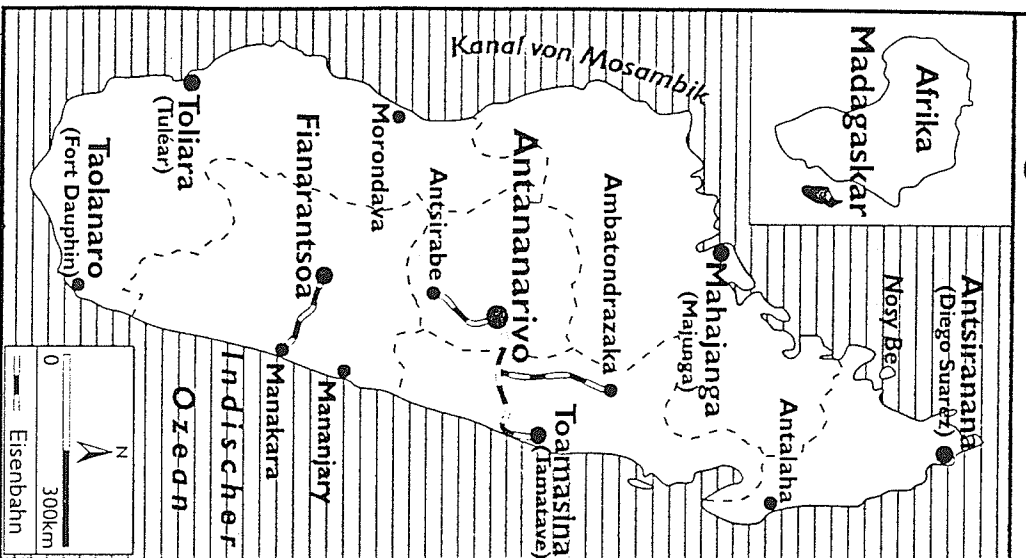 Afrika
Madagaskar
Kanal von Mosambik
Antsiranana
(Diego Suarez)
Nosy Be
Mahajanga
(Majunga)
Antalaha
Ambatondrazaka
Antananarivo
Toamasina
(Tamatave)
Antsirabe
Morondava
Fianarantsoa
Mananjary
Manakara
Toliara
(Tuléar)
Taolanaro
(Fort Dauphin)
Indischer
Ozean
N
0 300km
Eisenbahn